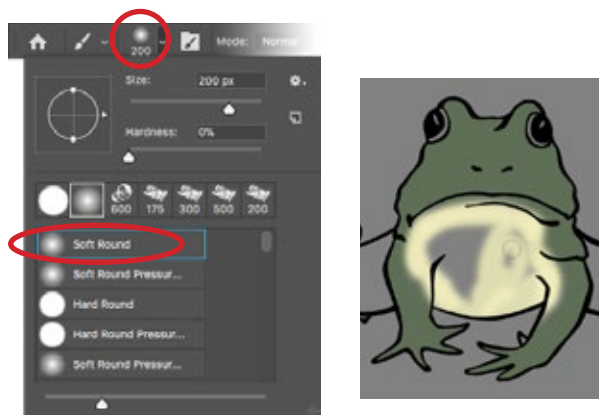 200 Mode: Normal
Size: 200 px
Hardness: 0%
600 175 300 500 200
Soft Round
Soft Round Pressur...
Hard Round
Hard Round Pressur...
Soft Round Pressur...